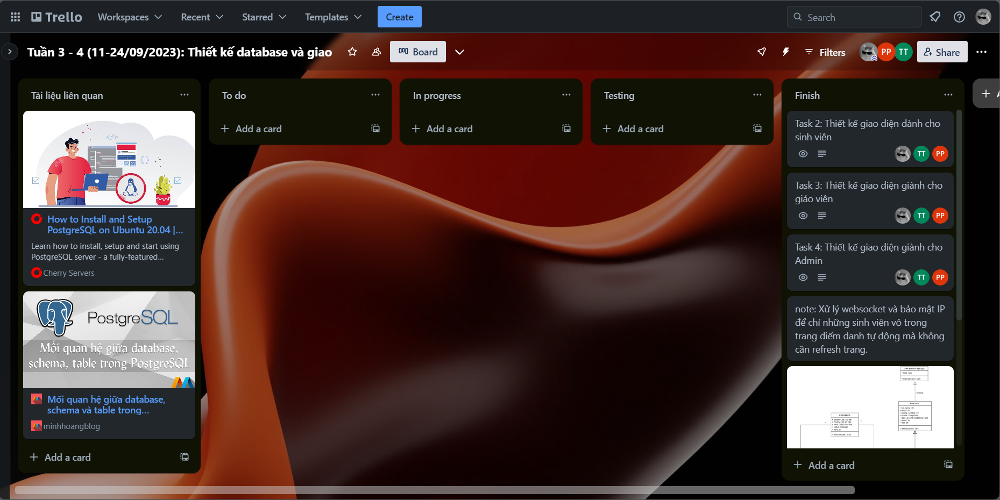 Trello
Workspaces
Recent
Starred
Templates
Create
Search
Tuần 3 - 4 (11-24/09/2023): Thiết kế database và giao
Board
Filters
PP
TT
Share
Tài liệu liên quan
How to Install and Setup
PostgreSQL on Ubuntu 20.04 |...
Learn how to install, setup and start using
PostgreSQL server - a fully-featured...
Cherry Servers
PostgreSQL
Mối quan hệ giữa database,
schema, table trong PostgreSQL
Mối quan hệ giữa database,
schema và table trong...
minhhoangblog
+ Add a card
To do
+ Add a card
In progress
+ Add a card
Testing
+ Add a card
Finish
Task 2: Thiết kế giao diện dành cho
sinh viên
TT PP
Task 3: Thiết kế giao diện giành cho
giáo viên
TT PP
Task 4: Thiết kế giao diện giành cho
Admin
TT PP
note: Xử lý websocket và bảo mật IP
để chỉ những sinh viên vô trong
trang điểm danh tự động mà không
cần refresh trang.
User (default django)
Extends
New User
Attendance
+ Add a card